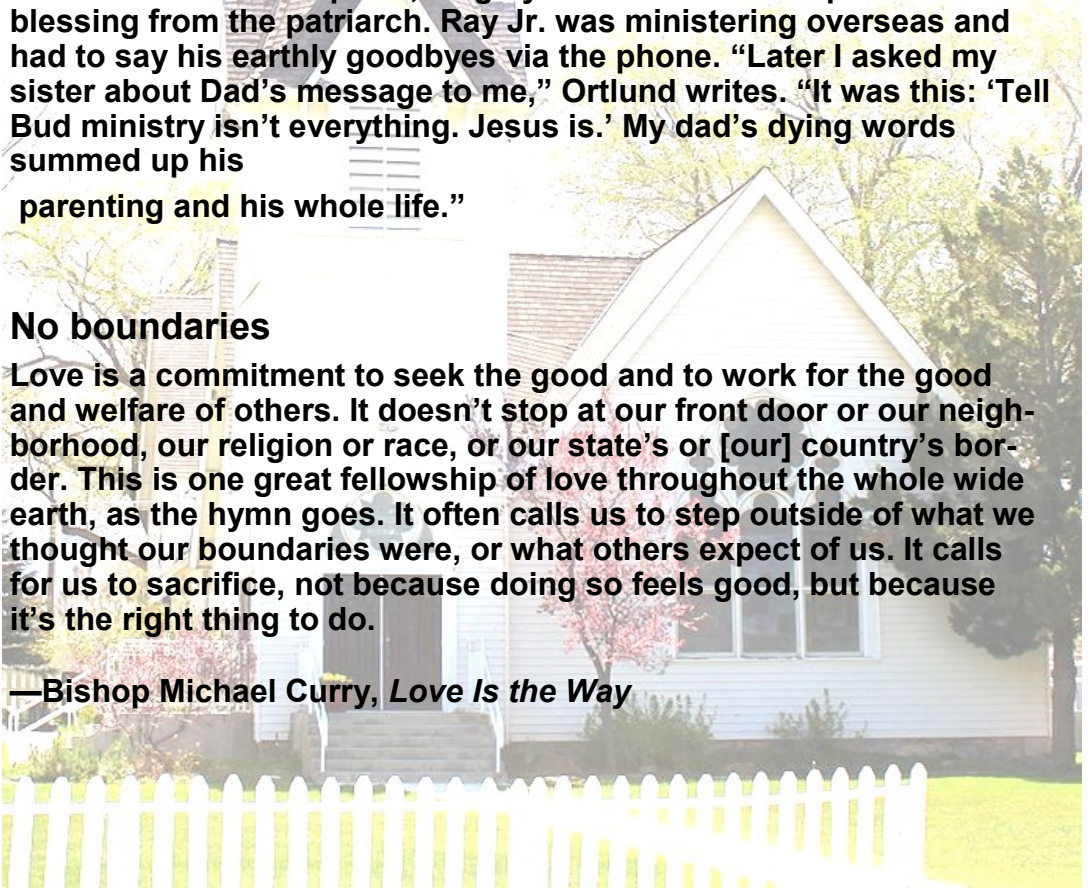 blessing from the patriarch. Ray Jr. was ministering overseas and
had to say his earthly goodbyes via the phone. “Later I asked my
sister about Dad’s message to me,” Ortlund writes. “It was this: ‘Tell
Bud ministry isn’t everything. Jesus is.’ My dad’s dying words
summed up his
parenting and his whole life.”
No boundaries
Love is a commitment to seek the good and to work for the good
and welfare of others. It doesn’t stop at our front door or our neigh-
borhood, our religion or race, or our state’s or [our] country’s bor-
der. This is one great fellowship of love throughout the whole wide
earth, as the hymn goes. It often calls us to step outside of what we
thought our boundaries were, or what others expect of us. It calls
for us to sacrifice, not because doing so feels good, but because
it’s the right thing to do.
—Bishop Michael Curry, Love Is the Way